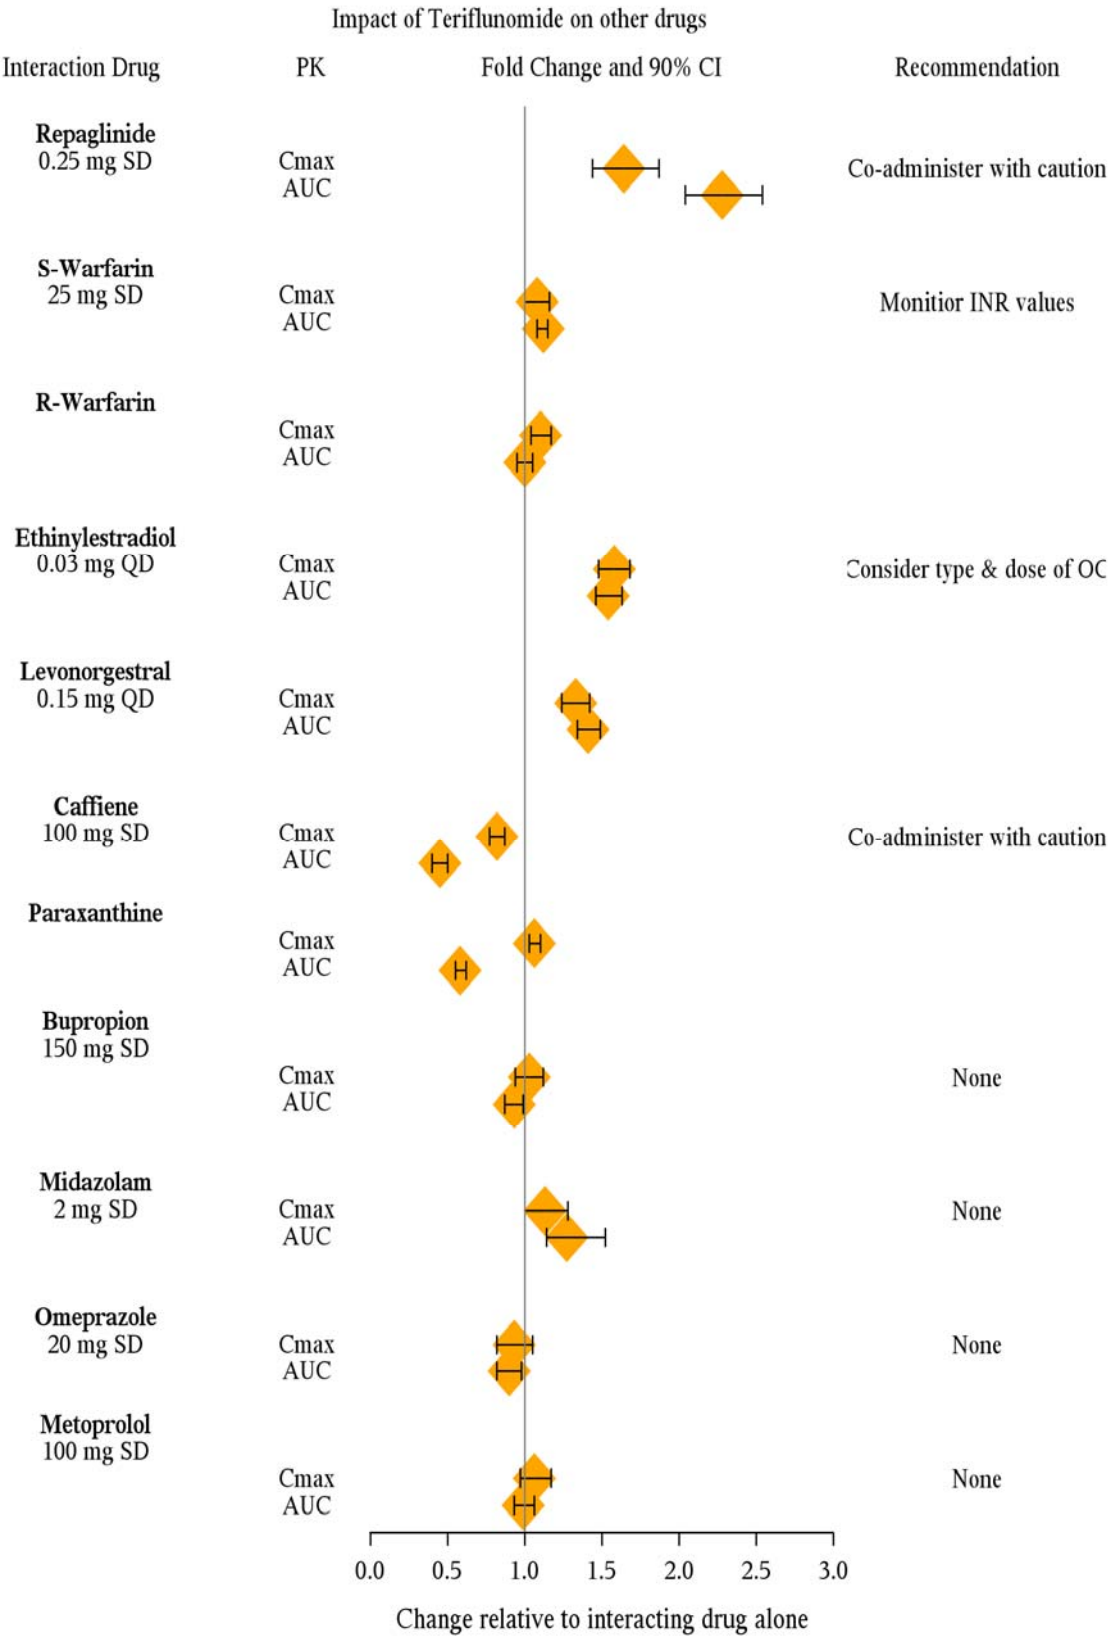 Impact of Teriflunomide on other drugs
Interaction Drug PK Fold Change and 90% CI Recommendation
Repaglinide
0.25 mg SD Cmax Co-administer with caution
AUC
S-Warfarin
25 mg SD Cmax Monitior INR values
AUC
R-Warfarin
Cmax
AUC
Ethinylestradiol
0.03 mg QD Cmax Consider type & dose of OC
AUC
Levonorgestral
0.15 mg QD Cmax
AUC
Caffiene
100 mg SD Cmax Co-administer with caution
AUC
Paraxanthine
Cmax
AUC
Bupropion
150 mg SD
Cmax None
AUC
Midazolam
2 mg SD Cmax None
AUC
Omeprazole
20 mg SD Cmax None
AUC
Metoprolol
100 mg SD
Cmax None
AUC
0.0 0.5 1.0 1.5 2.0 2.5 3.0
Change relative to interacting drug alone